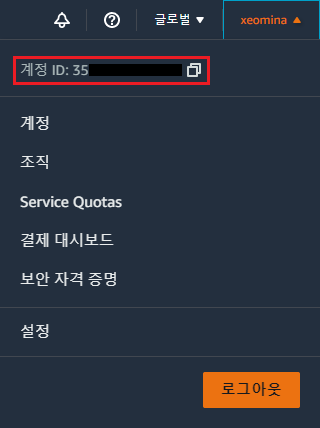 글로벌 ▼ xeomina ▲
계정 ID: 35
계정
조직
Service Quotas
결제 대시보드
보안 자격 증명
설정
로그아웃